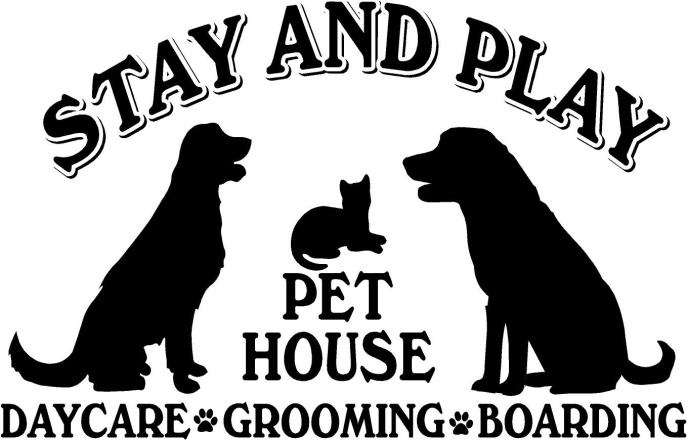 STAY AND PLAY
PET
HOUSE
DAYCARE GROOMING BOARDING